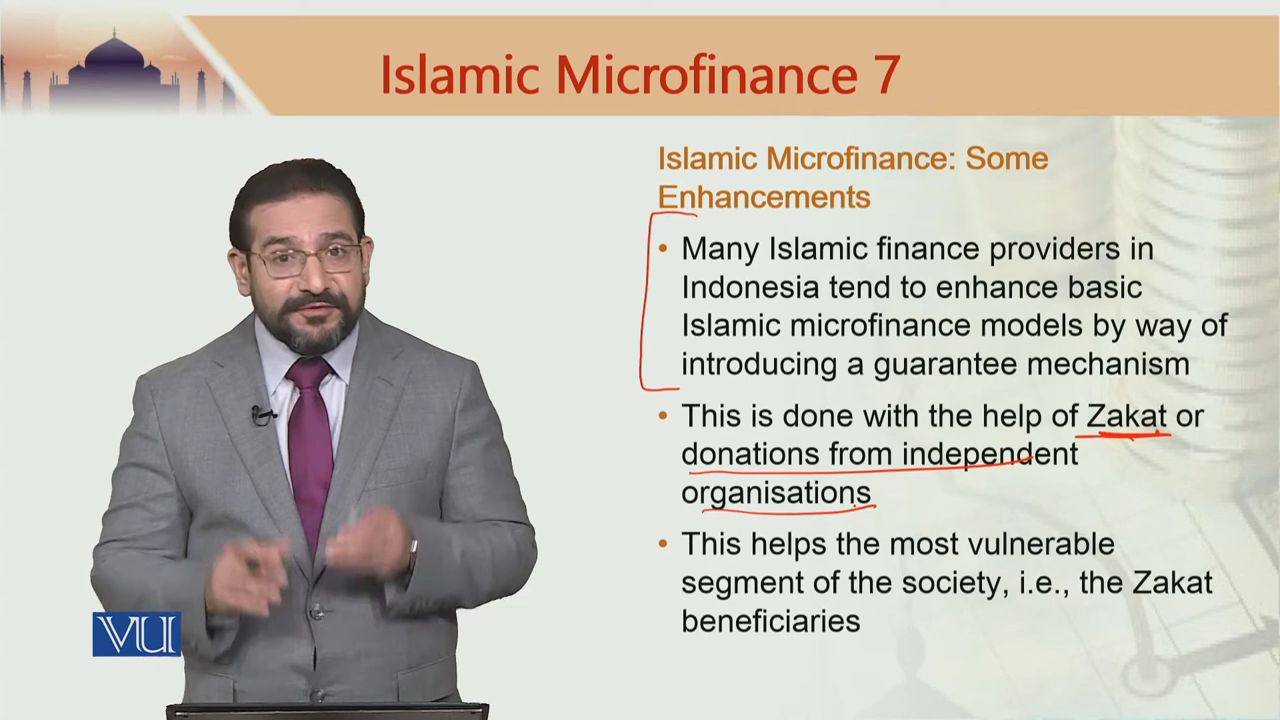 Islamic Microfinance 7
Islamic Microfinance: Some
Enhancements
• Many Islamic finance providers in
Indonesia tend to enhance basic
Islamic microfinance models by way of
introducing a guarantee mechanism
• This is done with the help of Zakat or
donations from independent
organisations
• This helps the most vulnerable
segment of the society, i.e., the Zakat
beneficiaries
VU